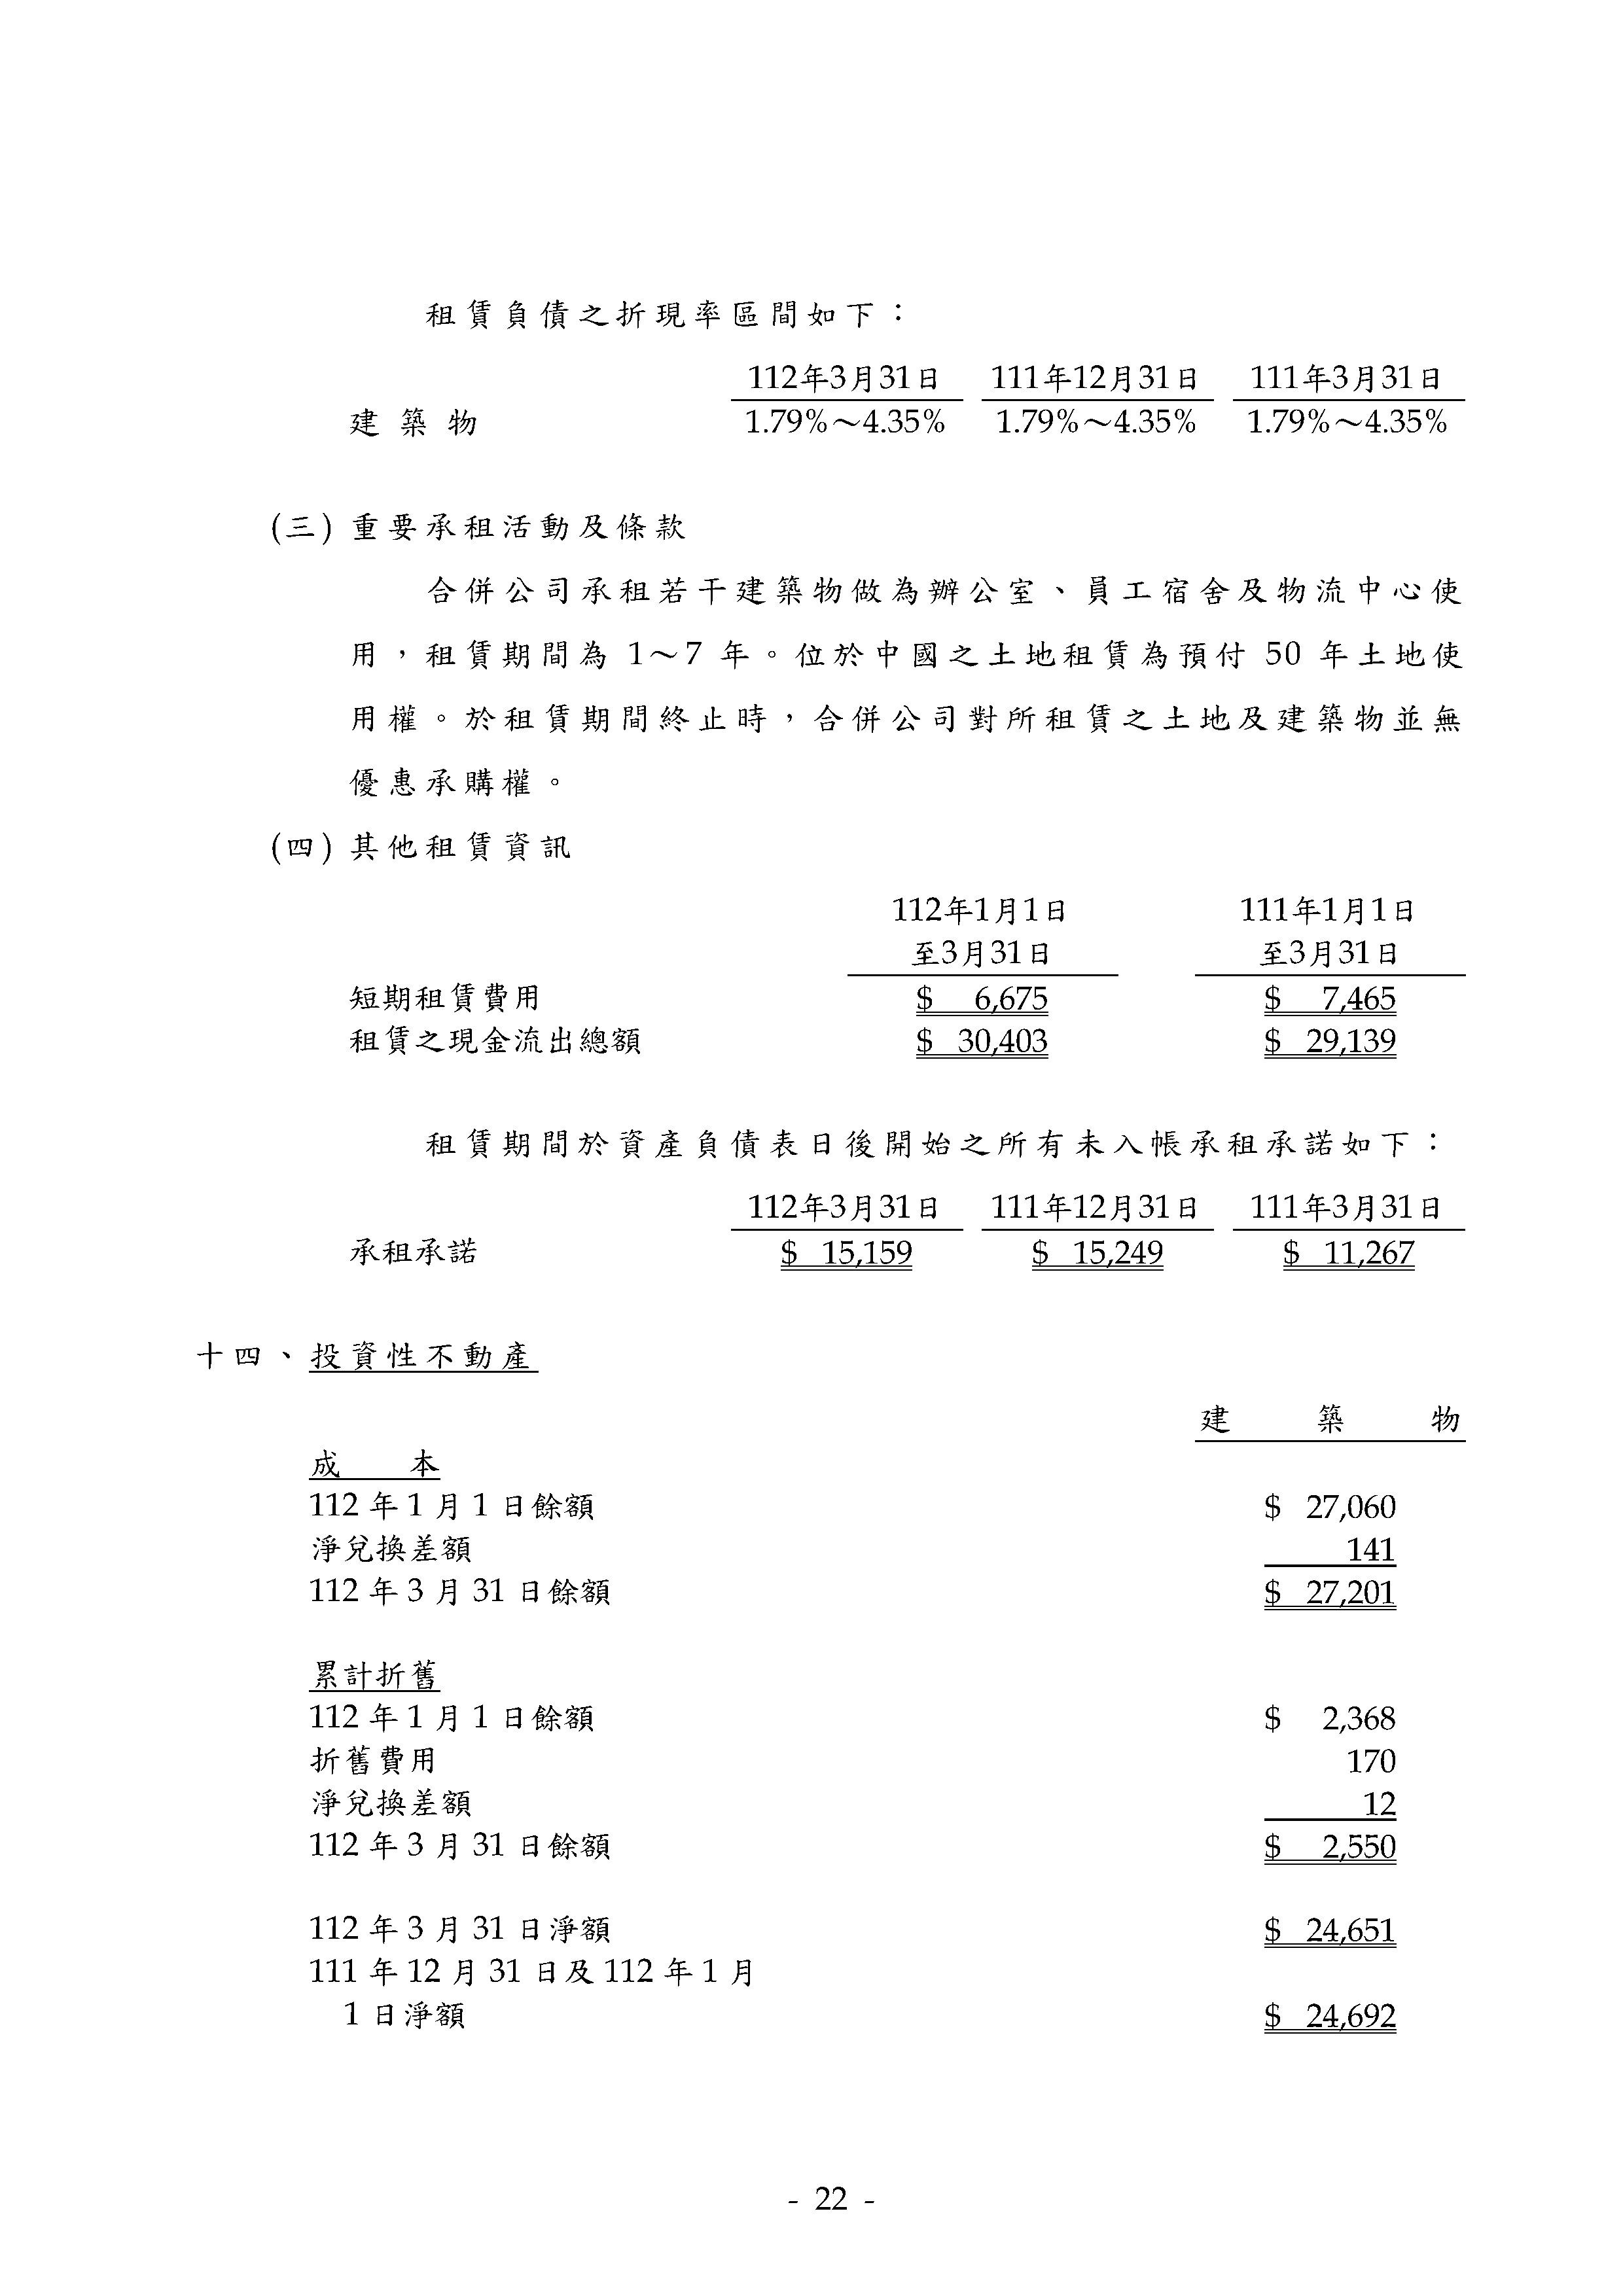 租賃負債之折現率區間如下：
112年3月31日 111年12月31日 111年3月31日
建築物 1.79%～4.35% 1.79%～4.35% 1.79%～4.35%
(三) 重要承租活動及條款
合併公司承租若干建築物做為辦公室、員工宿舍及物流中心使
用，租賃期間為 1～7 年。位於中國之土地租賃為預付 50 年土地使
用權。於租賃期間終止時，合併公司對所租賃之土地及建築物並無
優惠承購權。
(四) 其他租賃資訊
112年1月1日 111年1月1日
至3月31日 至3月31日
短期租賃費用 $ 6,675 $ 7,465
租賃之現金流出總額 $ 30,403 $ 29,139
租賃期間於資產負債表日後開始之所有未入帳承租承諾如下：
112年3月31日 111年12月31日 111年3月31日
承租承諾 $ 15,159 $ 15,249 $ 11,267
十四、投資性不動產
建築物
成本
112 年 1 月 1 日餘額 $ 27,060
淨兌換差額 141
112 年 3 月 31 日餘額 $ 27,201
累計折舊
112 年 1 月 1 日餘額 $ 2,368
折舊費用 170
淨兌換差額 12
112 年 3 月 31 日餘額 $ 2,550
112 年 3 月 31 日淨額 $ 24,651
111 年 12 月 31 日及 112 年 1 月
1 日淨額 $ 24,692
- 22 -